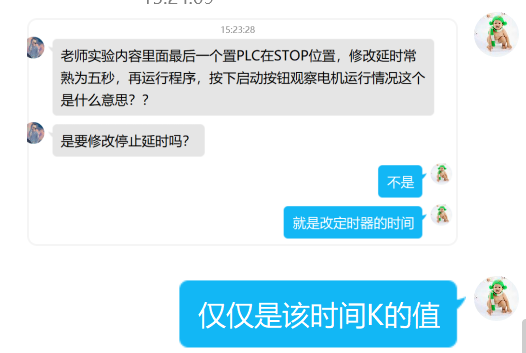 15:23:28
老师实验内容里面最后一个置PLC在STOP位置，修改延时常
熟为五秒，再运行程序，按下启动按钮观察电机运行情况这个
是什么意思？？
是要修改停止延时吗？
不是
就是改定时器的时间
仅仅是该时间K的值